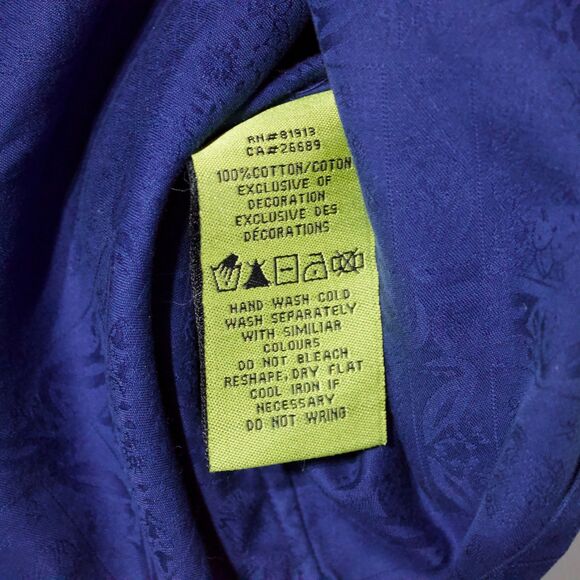 RN#81913
CA#26689
100%COTTON/COTON
EXCLUSIVE OF
DECORATION
EXCLUSIVE DES
DÉCORATIONS
HAND WASH COLD
WASH SEPARATELY
WITH SIMILIAR
COLOURS
DO NOT BLEACH
RESHAPE, DRY FLAT
COOL IRON IF
NECESSARY
DO NOT WRING